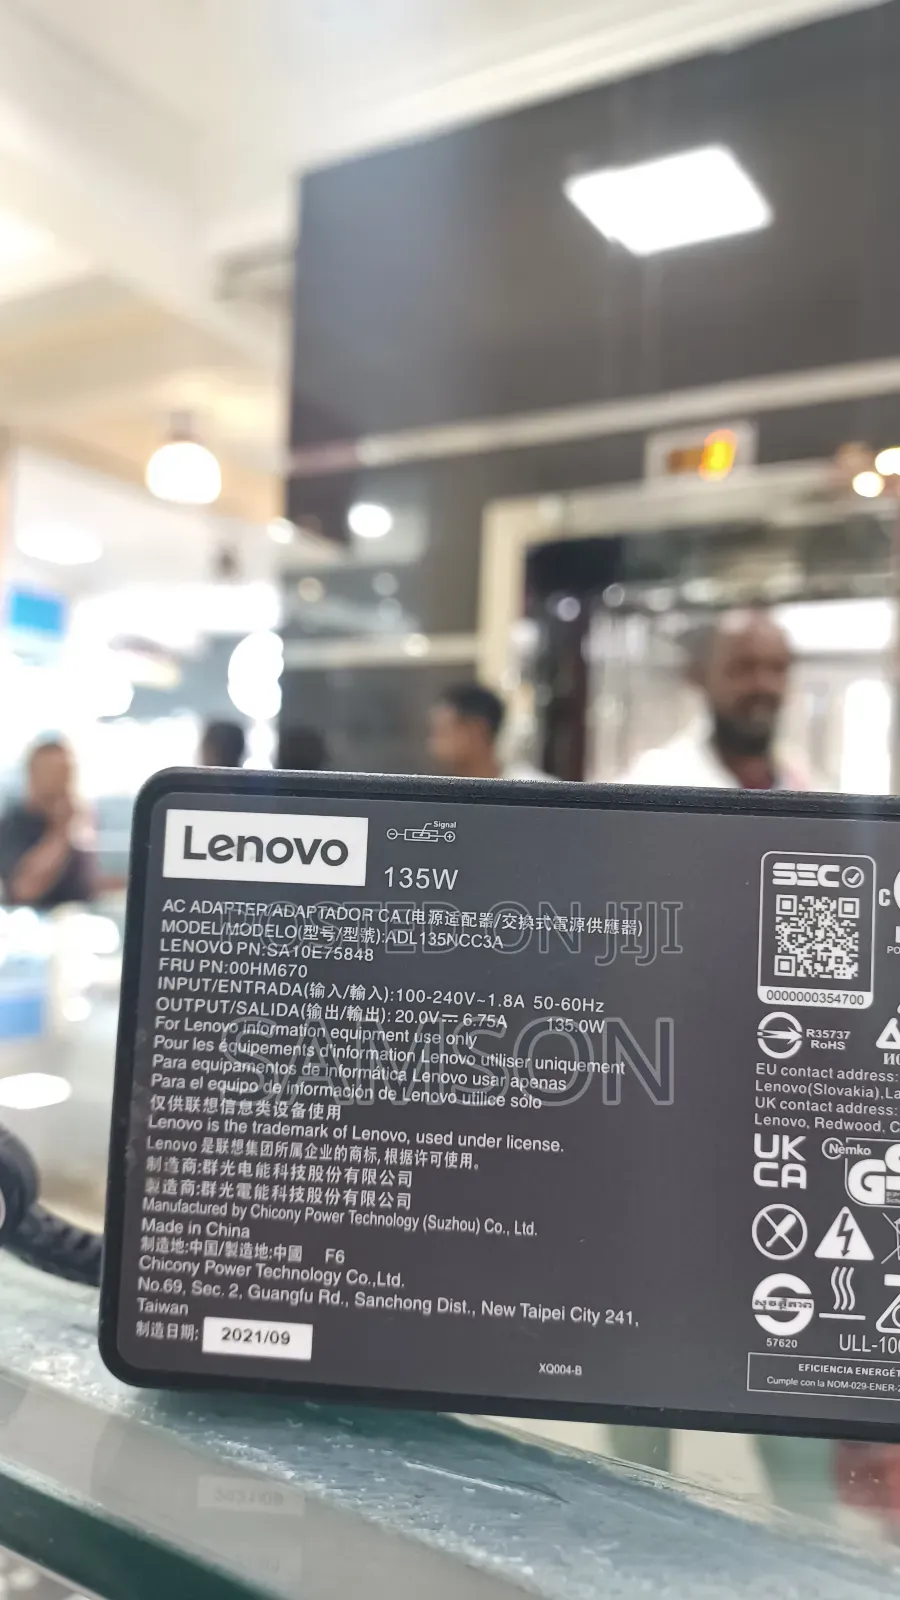 Lenovo
Signal
135W
AC ADAPTER/ADAPTADOR CA (电源适配器/交換式電源供應器)
MODEL/MODELO(型号/型號):ADL135NCC3A
LENOVO PN:SA10E75848
FRU PN:00HM670
INPUT/ENTRADA(输入/輸入):100-240V~1.8A 50-60Hz
OUTPUT/SALIDA(输出/輸出): 20.0V⎓ 6.75A 135.0W
For Lenovo information equipment use only
Pour les équipements d'information Lenovo utiliser uniquement
Para equipamentos de informática Lenovo usar apenas
Para el equipo de información de Lenovo utilice sólo
仅供联想信息类设备使用
Lenovo is the trademark of Lenovo, used under license.
Lenovo 是联想集团所属企业的商标,根据许可使用。
制造商:群光电能科技股份有限公司
製造商:群光電能科技股份有限公司
Manufactured by Chicony Power Technology (Suzhou) Co., Ltd.
Made in China
制造地:中国/製造地:中國 F6
Chicony Power Technology Co.,Ltd.
No.69, Sec. 2, Guangfu Rd., Sanchong Dist., New Taipei City 241,
Taiwan
制造日期: 2021/09
XQ004-B
SEC
0000000354700
R35737
RoHS
EU contact address:
Lenovo(Slovakia),La
UK contact address:
Lenovo, Redwood, C
UK
CA
Nemko
GS
57620
ULL-100
EFICIENCIA ENERGÉT
Cumple con la NOM-029-ENER-2
POSTED ON JIJI
SAMSON